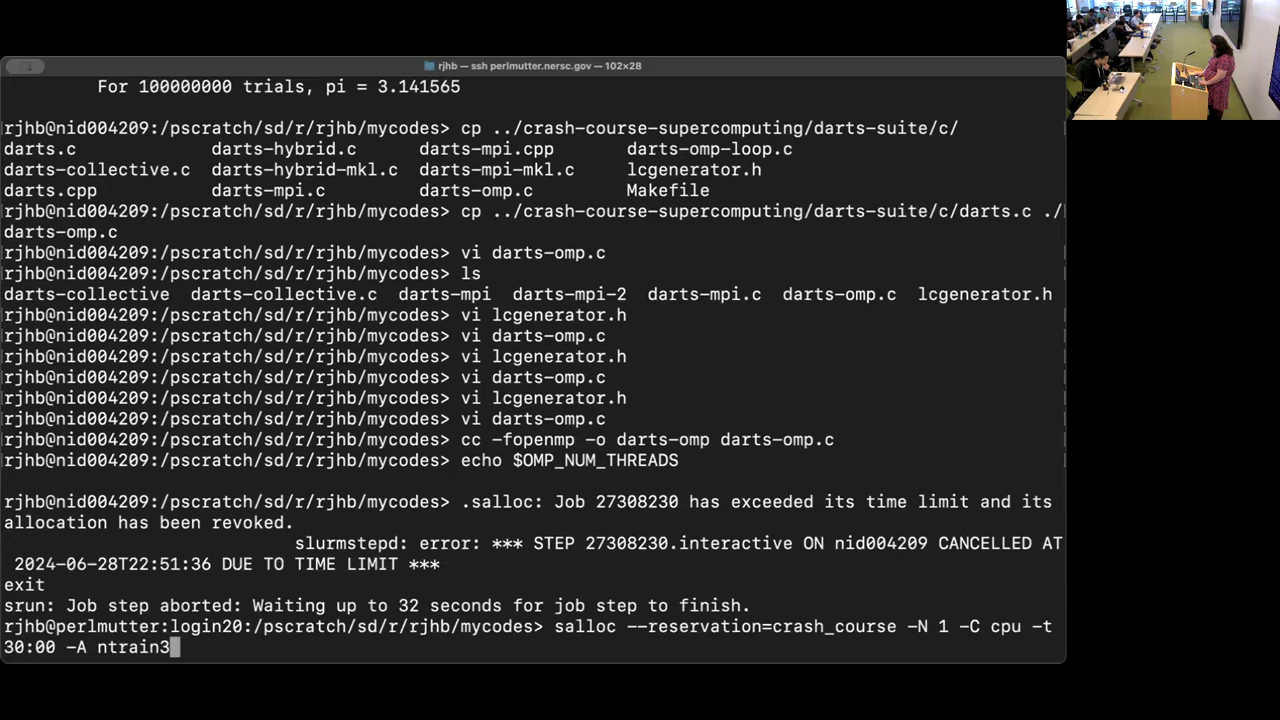 rjhb — ssh perlmutter.nersc.gov — 102×28
For 100000000 trials, pi = 3.141565
rjhb@nid004209:/pscratch/sd/r/rjhb/mycodes> cp ../crash-course-supercomputing/darts-suite/c/
darts.c darts-hybrid.c darts-mpi.cpp darts-omp-loop.c
darts-collective.c darts-hybrid-mkl.c darts-mpi-mkl.c lcgenerator.h
darts.cpp darts-mpi.c darts-omp.c Makefile
rjhb@nid004209:/pscratch/sd/r/rjhb/mycodes> cp ../crash-course-supercomputing/darts-suite/c/darts.c ./
darts-omp.c
rjhb@nid004209:/pscratch/sd/r/rjhb/mycodes> vi darts-omp.c
rjhb@nid004209:/pscratch/sd/r/rjhb/mycodes> ls
darts-collective darts-collective.c darts-mpi darts-mpi-2 darts-mpi.c darts-omp.c lcgenerator.h
rjhb@nid004209:/pscratch/sd/r/rjhb/mycodes> vi lcgenerator.h
rjhb@nid004209:/pscratch/sd/r/rjhb/mycodes> vi darts-omp.c
rjhb@nid004209:/pscratch/sd/r/rjhb/mycodes> vi lcgenerator.h
rjhb@nid004209:/pscratch/sd/r/rjhb/mycodes> vi darts-omp.c
rjhb@nid004209:/pscratch/sd/r/rjhb/mycodes> vi lcgenerator.h
rjhb@nid004209:/pscratch/sd/r/rjhb/mycodes> vi darts-omp.c
rjhb@nid004209:/pscratch/sd/r/rjhb/mycodes> cc -fopenmp -o darts-omp darts-omp.c
rjhb@nid004209:/pscratch/sd/r/rjhb/mycodes> echo $OMP_NUM_THREADS
rjhb@nid004209:/pscratch/sd/r/rjhb/mycodes> .salloc: Job 27308230 has exceeded its time limit and its
allocation has been revoked.
slurmstepd: error: *** STEP 27308230.interactive ON nid004209 CANCELLED AT
2024-06-28T22:51:36 DUE TO TIME LIMIT ***
exit
srun: Job step aborted: Waiting up to 32 seconds for job step to finish.
rjhb@perlmutter:login20:/pscratch/sd/r/rjhb/mycodes> salloc --reservation=crash_course -N 1 -C cpu -t
30:00 -A ntrain3